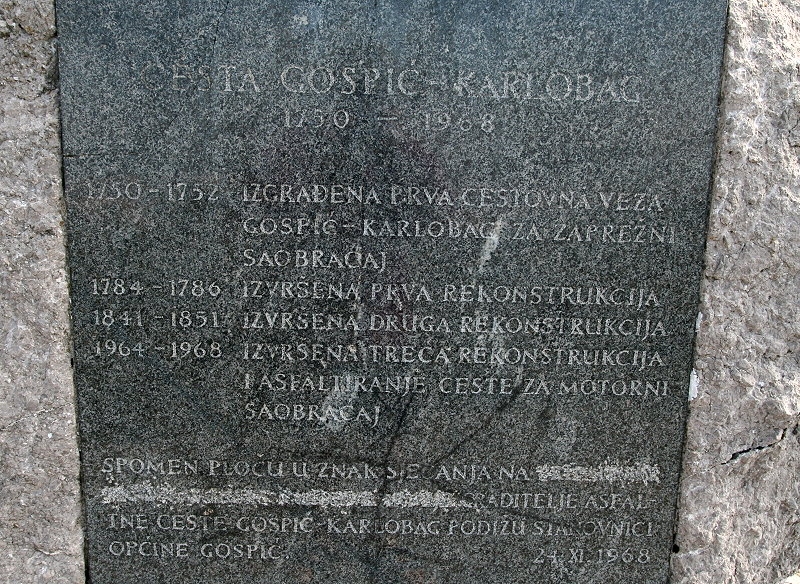 CESTA GOSPIĆ-KARLOBAG
1750 - 1968
1750-1752 IZGRAĐENA PRVA CESTOVNA VEZA
GOSPIĆ-KARLOBAG ZA ZAPREŽNI
SAOBRAĆAJ
1784-1786 IZVRŠENA PRVA REKONSTRUKCIJA
1841-1851 IZVRŠENA DRUGA REKONSTRUKCIJA
1964-1968 IZVRŠENA TREĆA REKONSTRUKCIJA
I ASFALTIRANJE CESTE ZA MOTORNI
SAOBRAĆAJ
SPOMEN PLOČU U ZNAK SJEĆANJA NA
GRADITELJE ASFAL-
TNE CESTE GOSPIĆ-KARLOBAG PODIŽU STANOVNICI
OPĆINE GOSPIĆ. 24.XI.1968